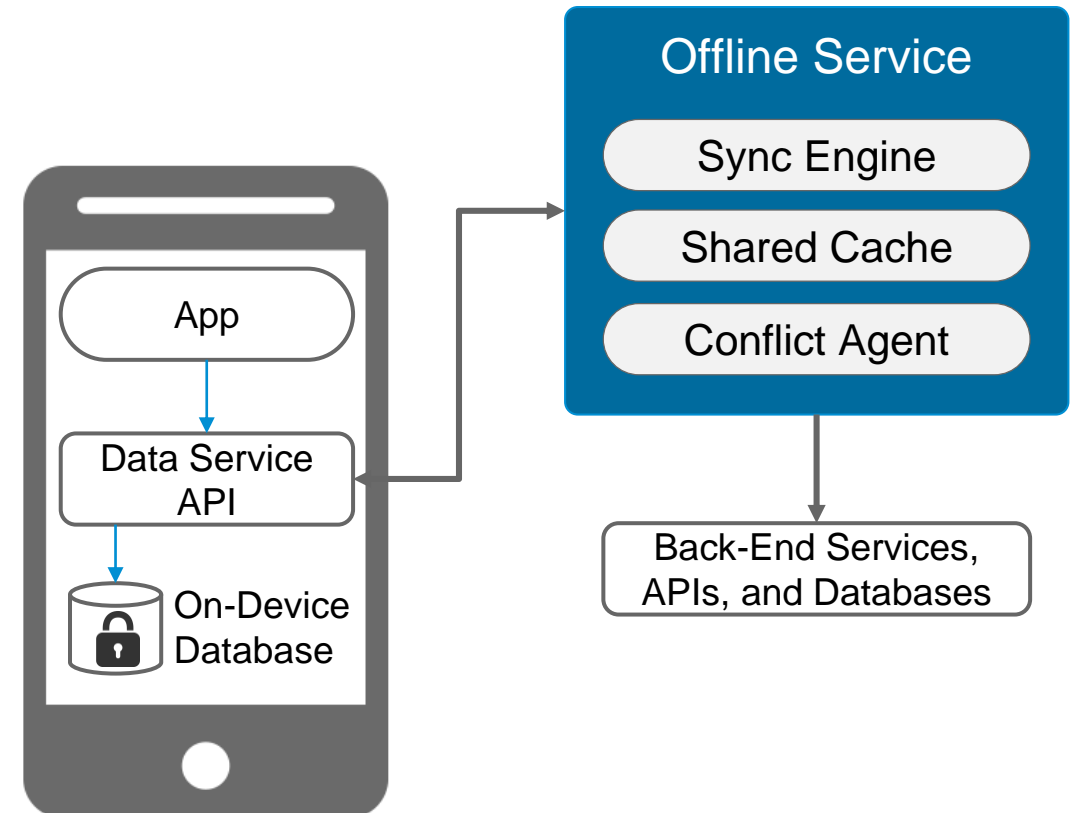 Offline Service
Sync Engine
Shared Cache
Conflict Agent
App
Data Service
API
On-Device
Database
Back-End Services,
APIs, and Databases